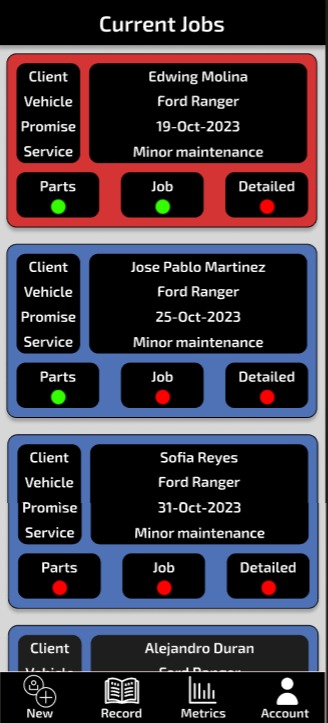 Current Jobs
Client Edwing Molina
Vehicle Ford Ranger
Promise 19-Oct-2023
Service Minor maintenance
Parts Job Detailed
Client Jose Pablo Martinez
Vehicle Ford Ranger
Promise 25-Oct-2023
Service Minor maintenance
Parts Job Detailed
Client Sofia Reyes
Vehicle Ford Ranger
Promise 31-Oct-2023
Service Minor maintenance
Parts Job Detailed
Client Alejandro Duran
Vehicle Ford Ranger
New Record Metrics Account